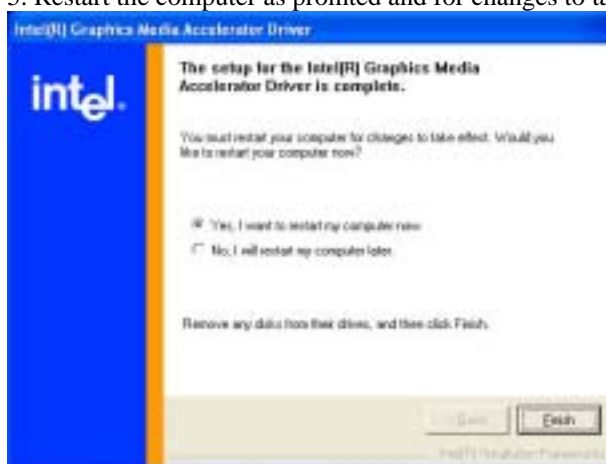 5. Restart the computer as promted and for changes to ta
Intel(R) Graphics Media Accelerator Driver
intel.
The setup for the Intel(R) Graphics Media
Accelerator Driver is complete.
You must restart your computer for changes to take effect. Would you
like to restart your computer now?
Yes, I want to restart my computer now.
No, I will restart my computer later.
Remove any disks from their drives, and then click Finish.
Back
Finish